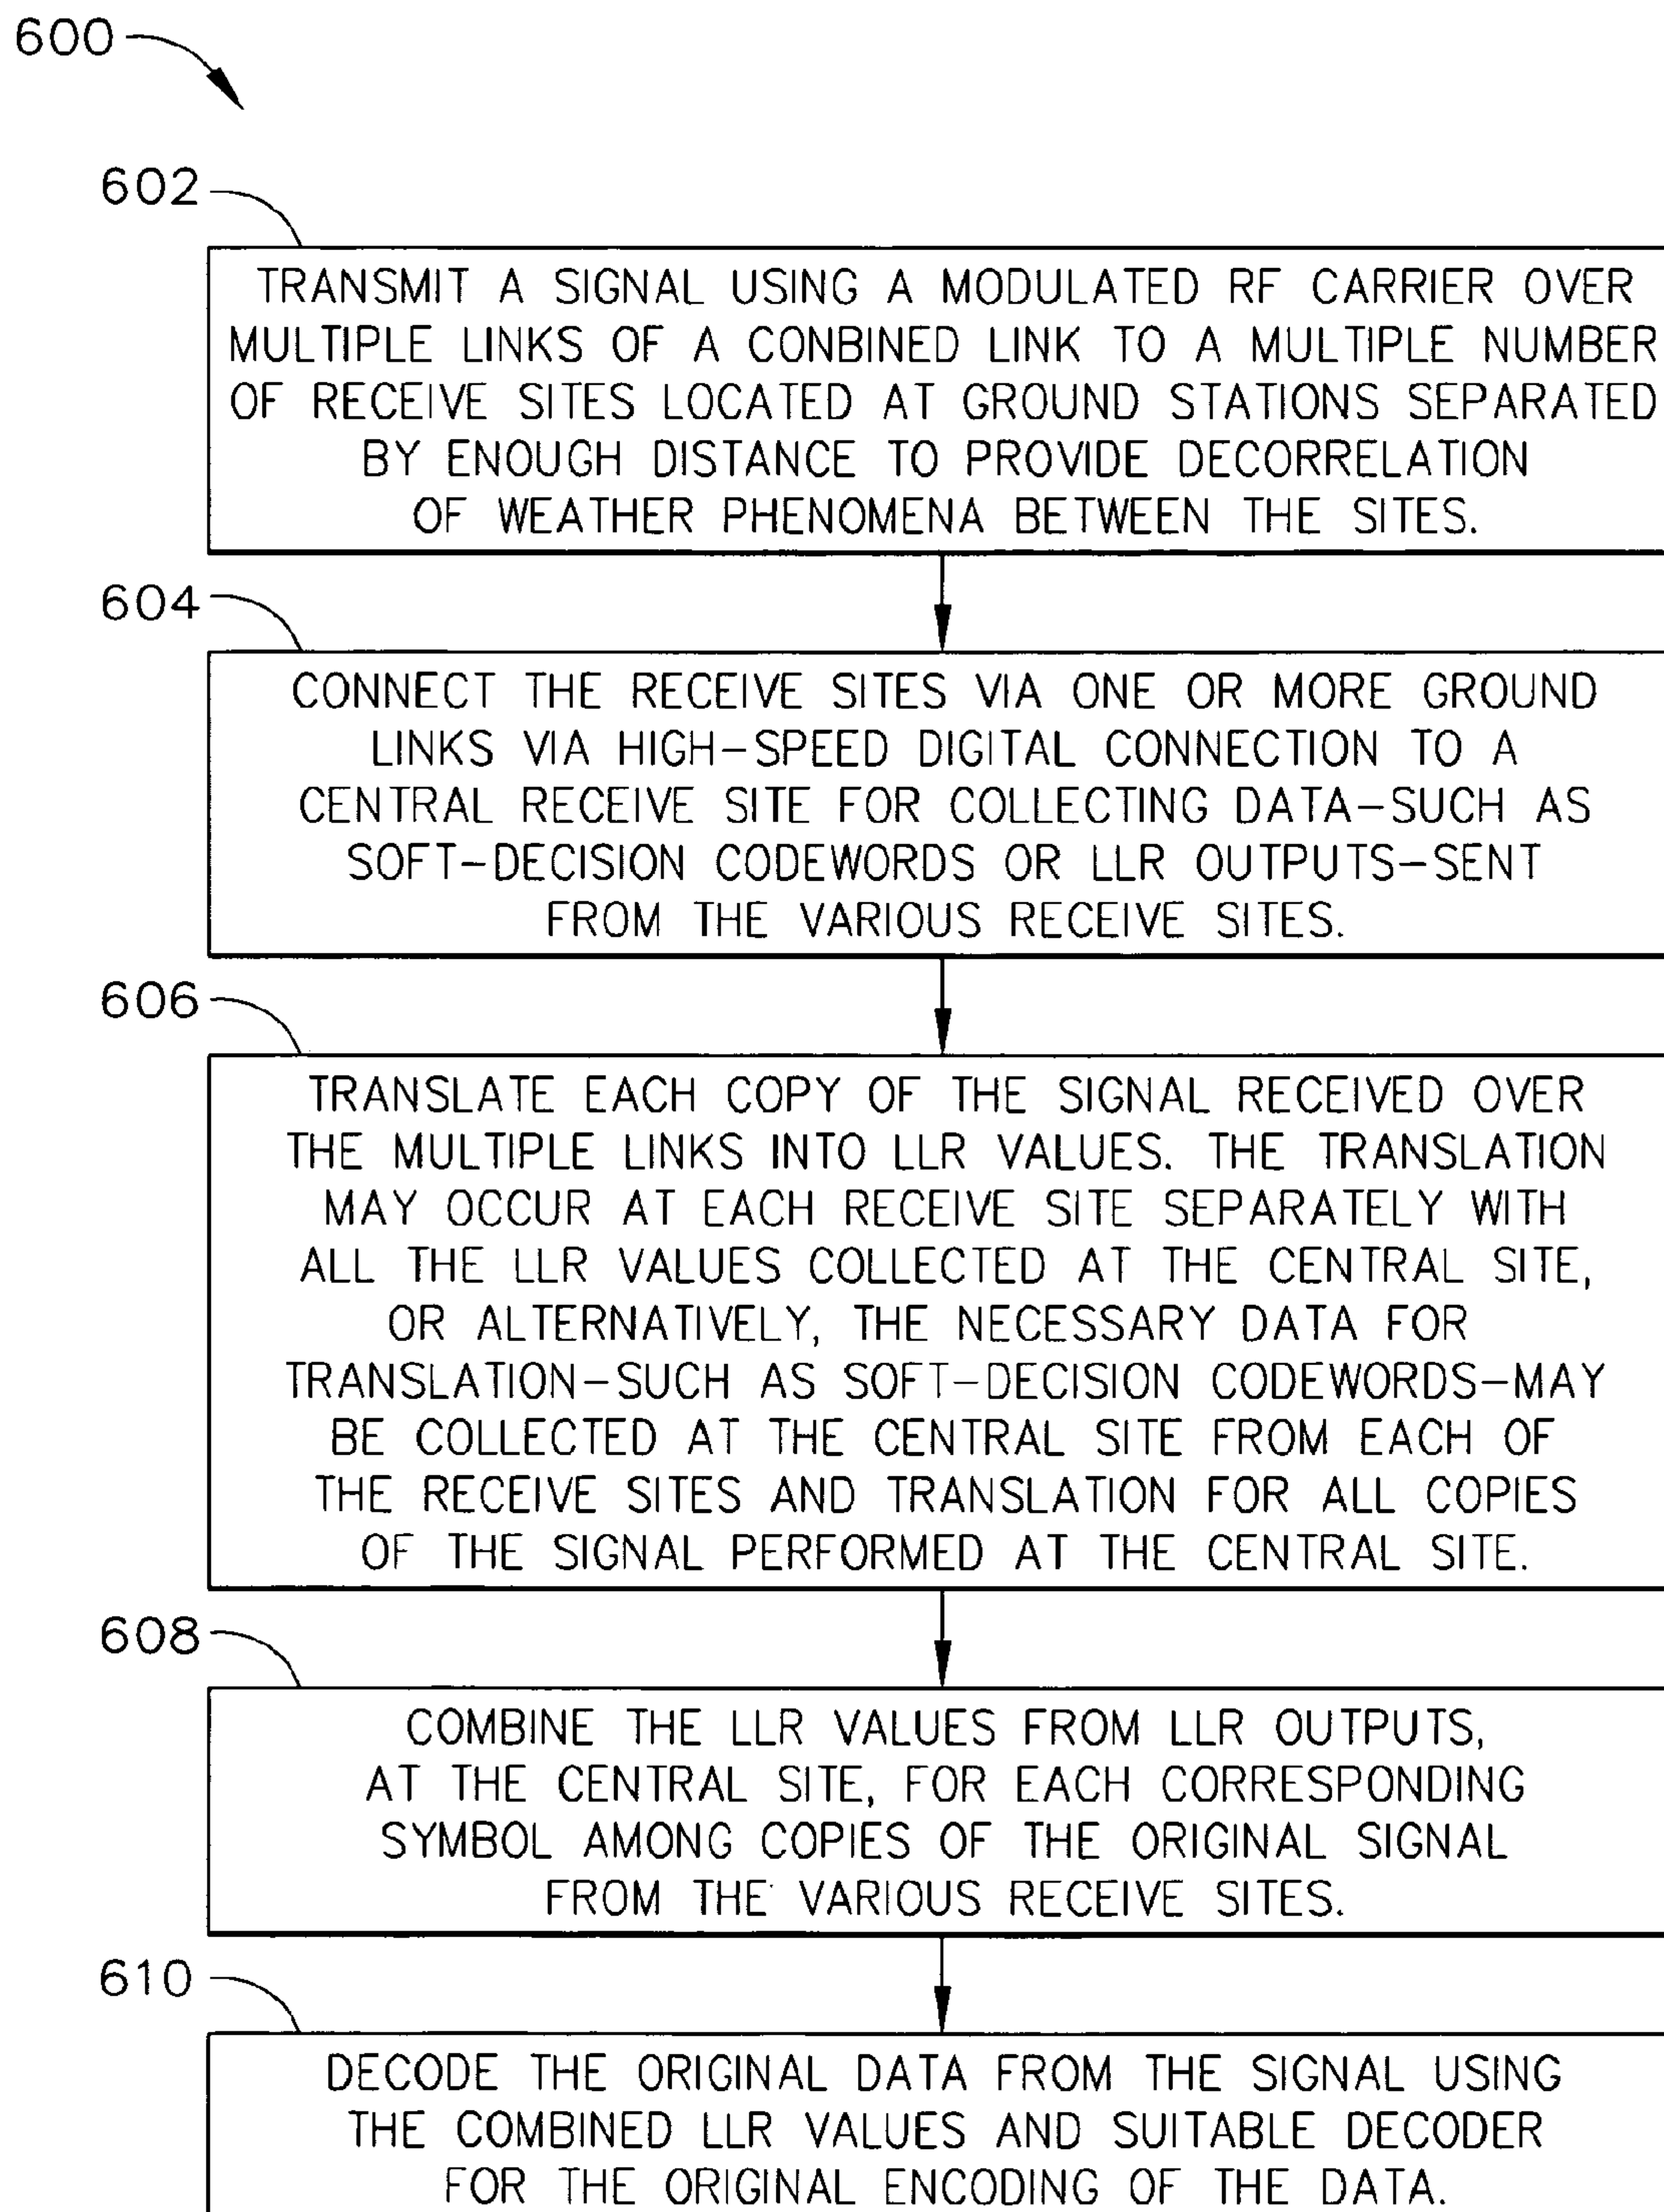 600
602
TRANSMIT A SIGNAL USING A MODULATED RF CARRIER OVER
MULTIPLE LINKS OF A CONBINED LINK TO A MULTIPLE NUMBER
OF RECEIVE SITES LOCATED AT GROUND STATIONS SEPARATED
BY ENOUGH DISTANCE TO PROVIDE DECORRELATION
OF WEATHER PHENOMENA BETWEEN THE SITES.
604
CONNECT THE RECEIVE SITES VIA ONE OR MORE GROUND
LINKS VIA HIGH-SPEED DIGITAL CONNECTION TO A
CENTRAL RECEIVE SITE FOR COLLECTING DATA-SUCH AS
SOFT-DECISION CODEWORDS OR LLR OUTPUTS-SENT
FROM THE VARIOUS RECEIVE SITES.
606
TRANSLATE EACH COPY OF THE SIGNAL RECEIVED OVER
THE MULTIPLE LINKS INTO LLR VALUES. THE TRANSLATION
MAY OCCUR AT EACH RECEIVE SITE SEPARATELY WITH
ALL THE LLR VALUES COLLECTED AT THE CENTRAL SITE,
OR ALTERNATIVELY, THE NECESSARY DATA FOR
TRANSLATION-SUCH AS SOFT-DECISION CODEWORDS-MAY
BE COLLECTED AT THE CENTRAL SITE FROM EACH OF
THE RECEIVE SITES AND TRANSLATION FOR ALL COPIES
OF THE SIGNAL PERFORMED AT THE CENTRAL SITE.
608
COMBINE THE LLR VALUES FROM LLR OUTPUTS,
AT THE CENTRAL SITE, FOR EACH CORRESPONDING
SYMBOL AMONG COPIES OF THE ORIGINAL SIGNAL
FROM THE VARIOUS RECEIVE SITES.
610
DECODE THE ORIGINAL DATA FROM THE SIGNAL USING
THE COMBINED LLR VALUES AND SUITABLE DECODER
FOR THE ORIGINAL ENCODING OF THE DATA.